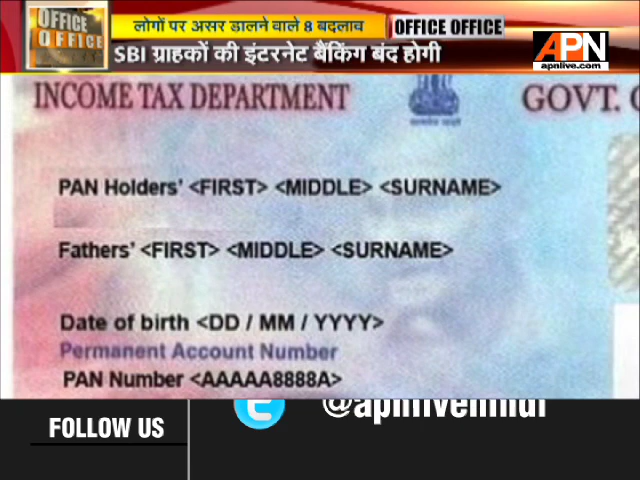 OFFICE
OFFICE
लोगों पर असर डालने वाले 8 बदलाव
OFFICE OFFICE
SBI ग्राहकों की इंटरनेट बैंकिंग बंद होगी
APN
apnlive.com
INCOME TAX DEPARTMENT
GOVT.
PAN Holders' <FIRST> <MIDDLE> <SURNAME>
Fathers' <FIRST> <MIDDLE> <SURNAME>
Date of birth <DD / MM / YYYY>
Permanent Account Number
PAN Number <AAAAA8888A>
@apnlivehindi
FOLLOW US